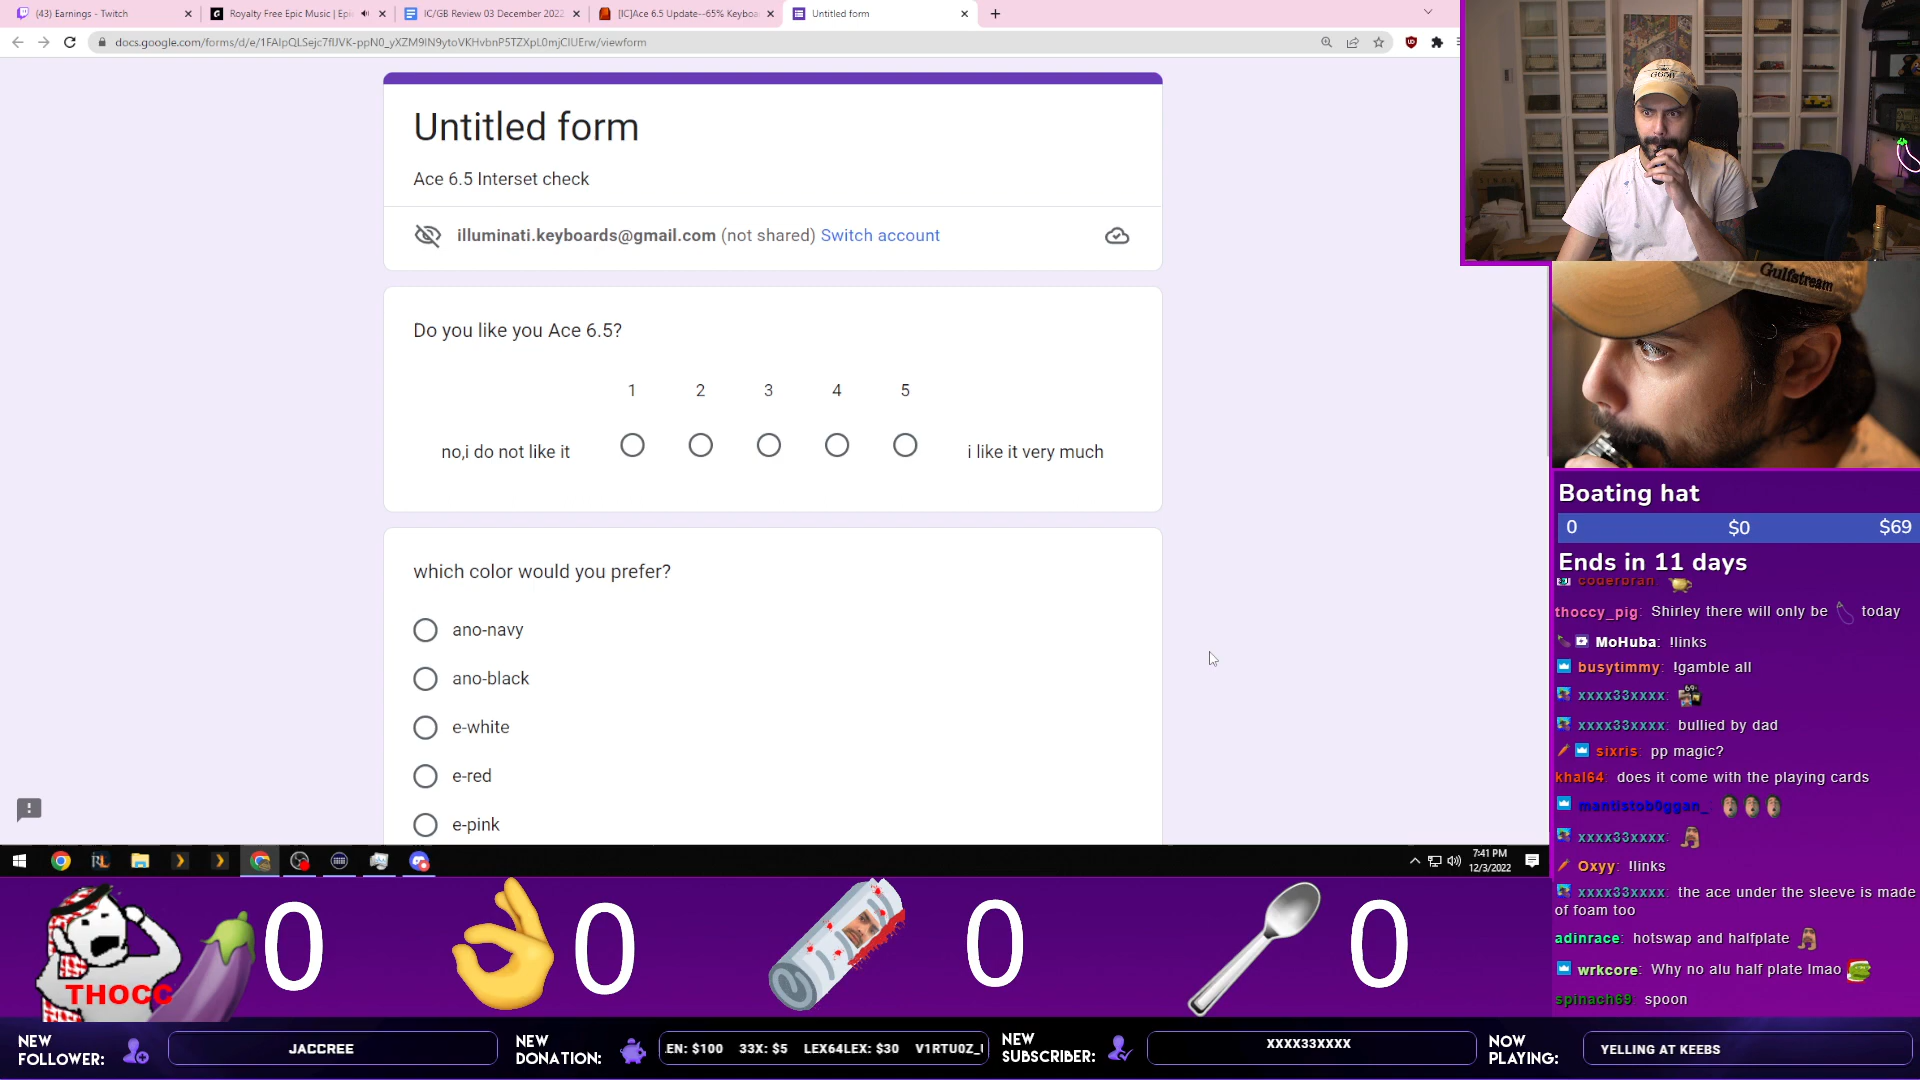 (43) Earnings - Twitch
Royalty Free Epic Music | Epi
IC/GB Review 03 December 2022
[IC]Ace 6.5 Update--65% Keyboa
Untitled form
Untitled form
Ace 6.5 Interset check
illuminati.keyboards@gmail.com (not shared) Switch account
Do you like you Ace 6.5?
1 2 3 4 5
no,i do not like it
i like it very much
which color would you prefer?
ano-navy
ano-black
e-white
e-red
e-pink
7:41 PM
12/3/2022
Gulfstream
Boating hat
0 $0 $69
Ends in 11 days
coderbran:
thoccy_pig: Shirley there will only be today
MoHuba: !links
busytimmy: !gamble all
xxxx33xxxx:
xxxx33xxxx: bullied by dad
sixris: pp magic?
khal64: does it come with the playing cards
mantistob0ggan_:
xxxx33xxxx:
Oxyy: !links
xxxx33xxxx: the ace under the sleeve is made
of foam too
adinrace: hotswap and halfplate
wrkcore: Why no alu half plate lmao
spinach69: spoon
THOCC
0
0
0
0
NEW
FOLLOWER:
JACCREE
NEW
DONATION:
EN: $100 33X: $5 LEX64LEX: $30 V1RTU0Z_
NEW
SUBSCRIBER:
XXXX33XXXX
NOW
PLAYING:
YELLING AT KEEBS